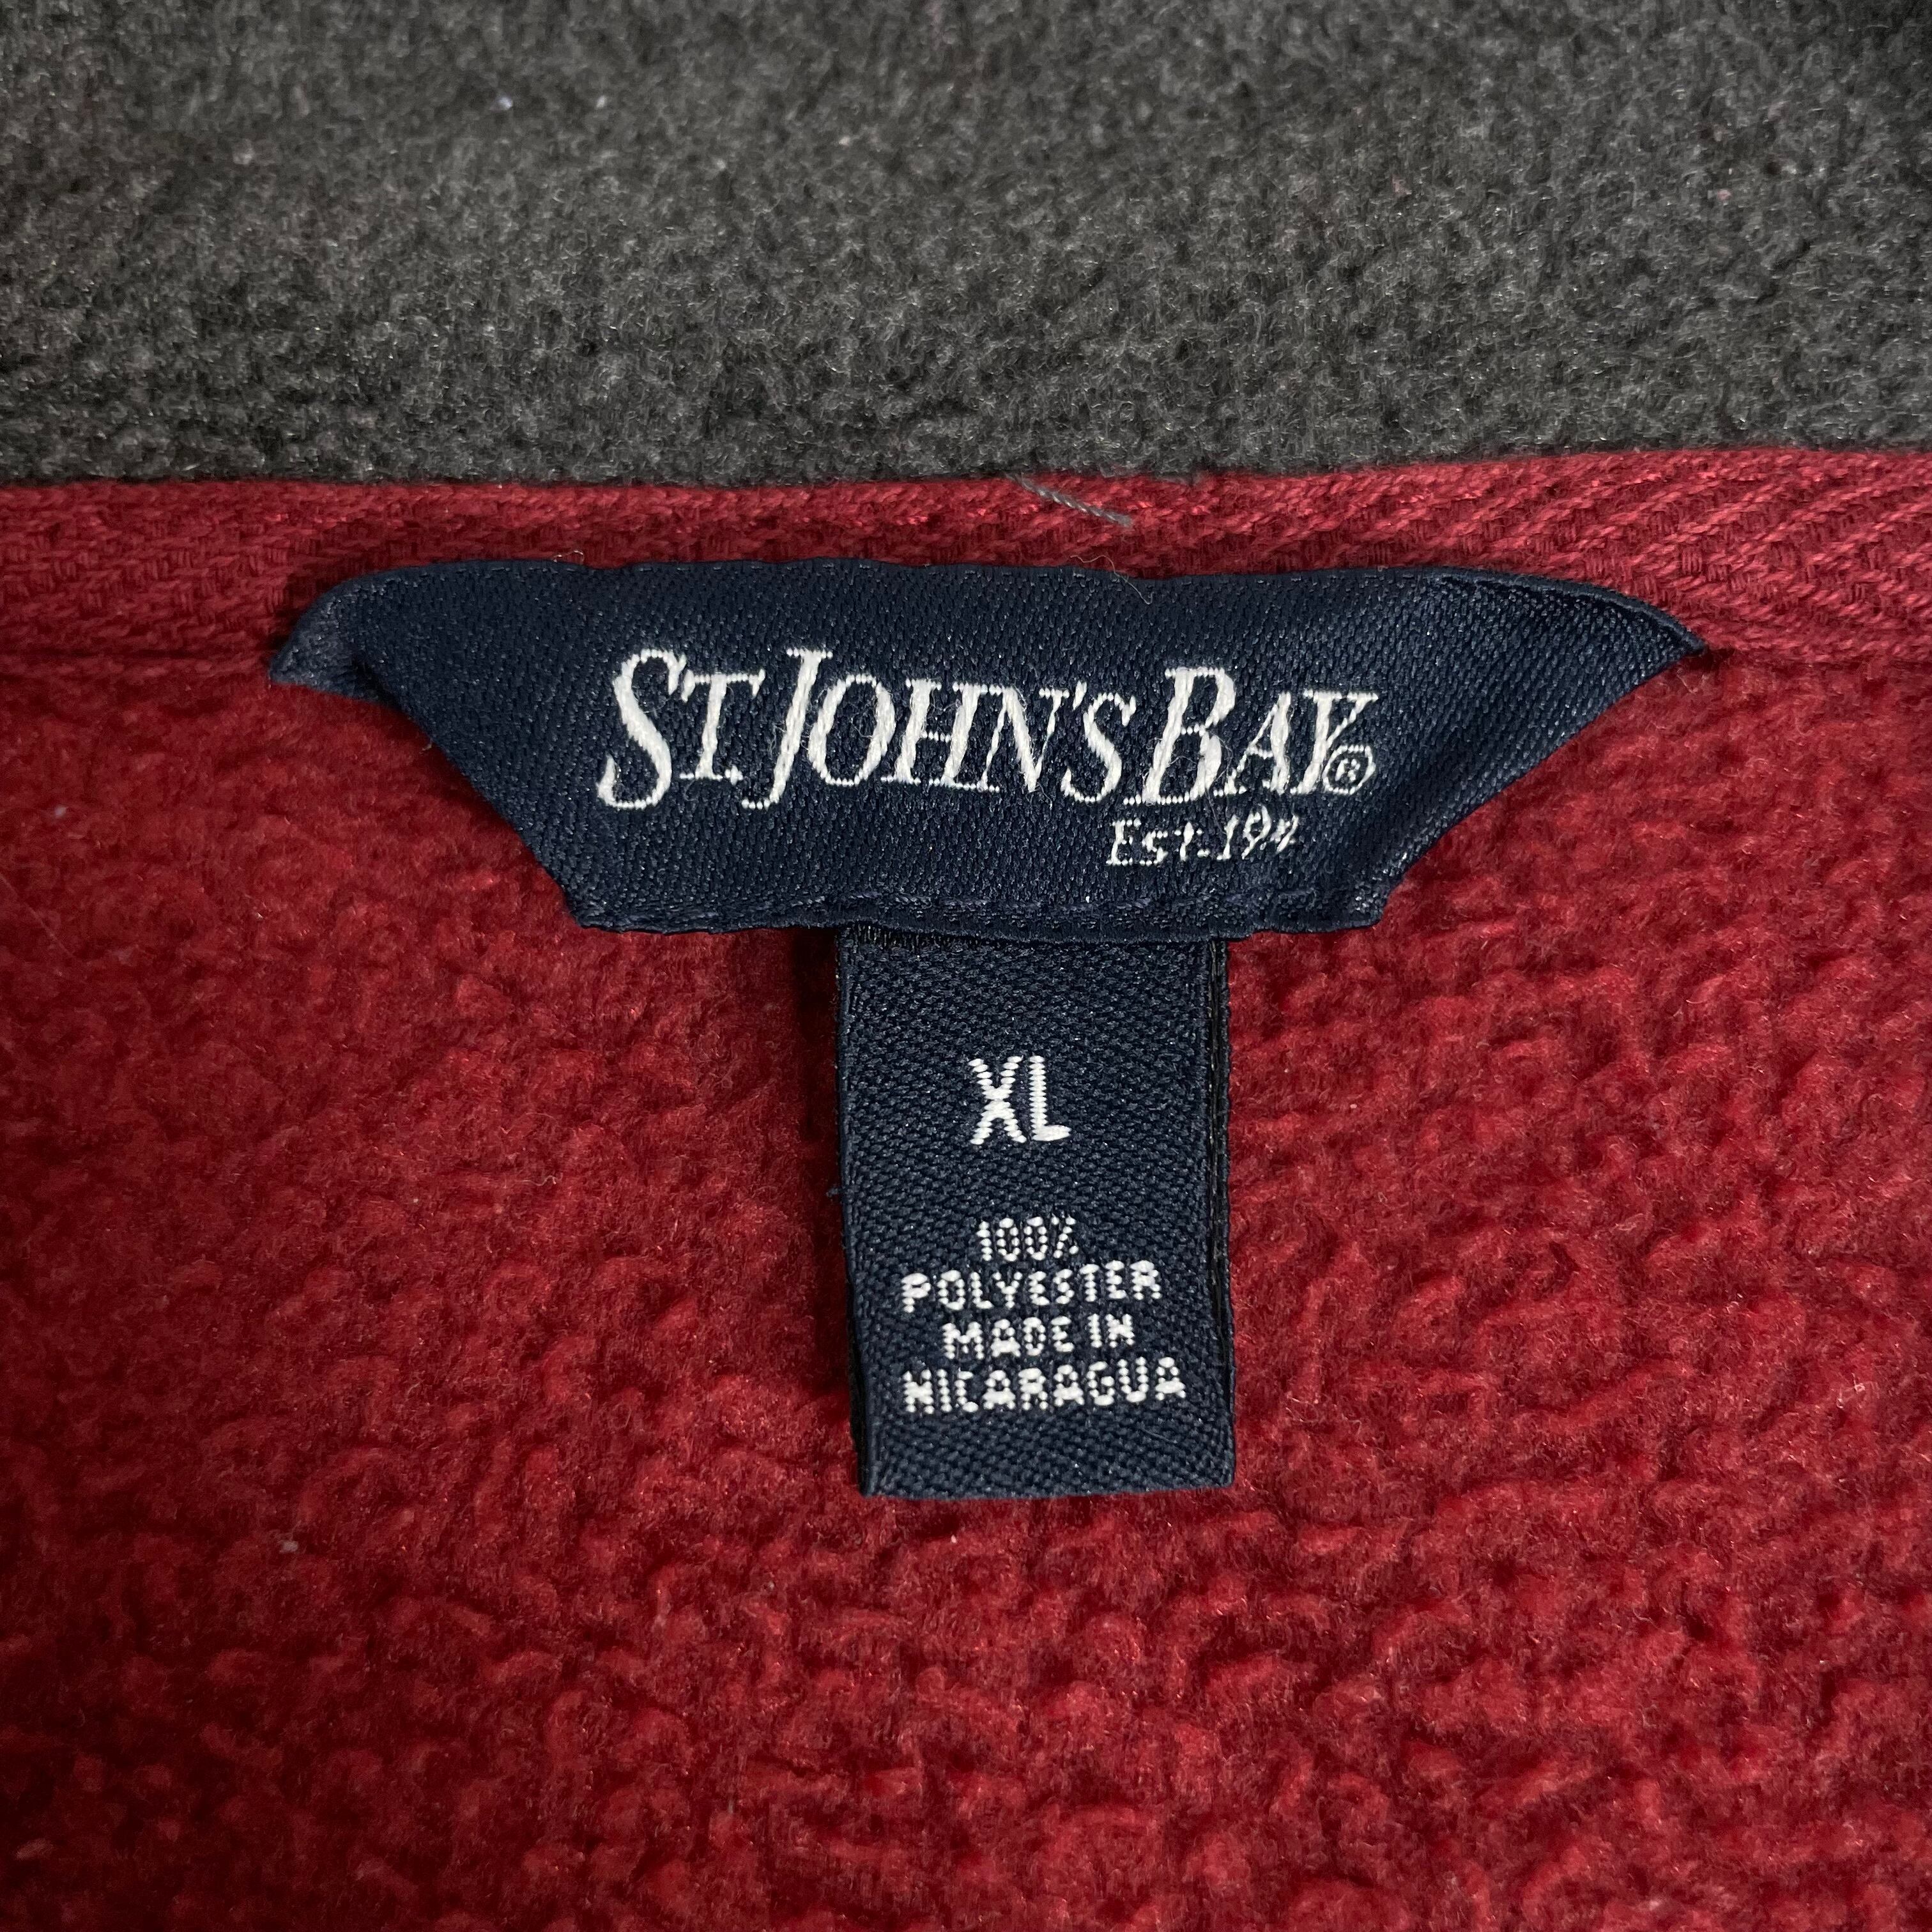 ST. JOHN'S BAY®
Est.
XL
100%
POLYESTER
MADE IN
NICARAGUA